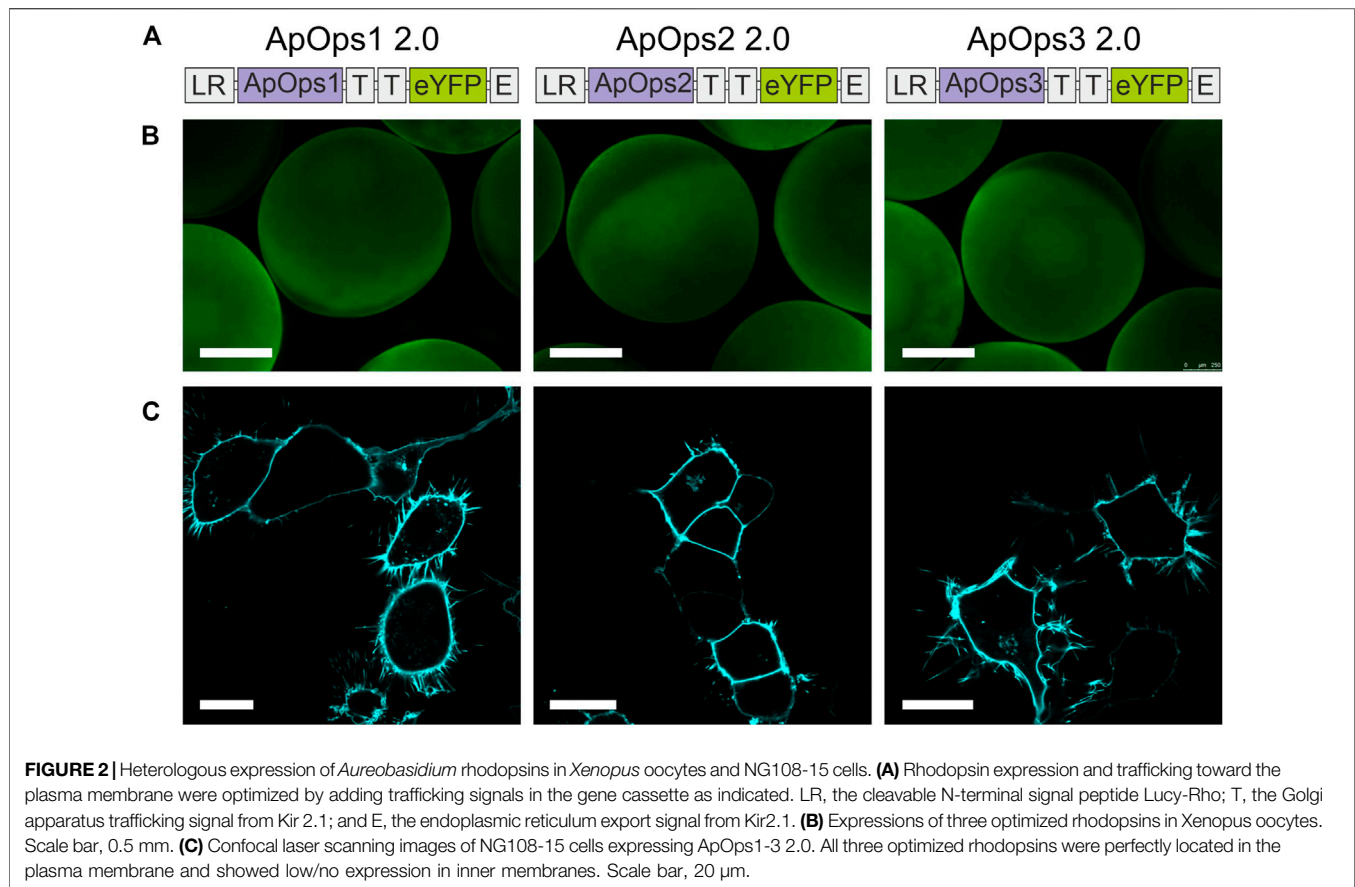 A
ApOps1 2.0 ApOps2 2.0 ApOps3 2.0
LR ApOps1 T T eYFP E LR ApOps2 T T eYFP E LR ApOps3 T T eYFP E
B
0 µm 250
C
FIGURE 2 | Heterologous expression of Aureobasidium rhodopsins in Xenopus oocytes and NG108-15 cells. (A) Rhodopsin expression and trafficking toward the
plasma membrane were optimized by adding trafficking signals in the gene cassette as indicated. LR, the cleavable N-terminal signal peptide Lucy-Rho; T, the Golgi
apparatus trafficking signal from Kir 2.1; and E, the endoplasmic reticulum export signal from Kir2.1. (B) Expressions of three optimized rhodopsins in Xenopus oocytes.
Scale bar, 0.5 mm. (C) Confocal laser scanning images of NG108-15 cells expressing ApOps1-3 2.0. All three optimized rhodopsins were perfectly located in the
plasma membrane and showed low/no expression in inner membranes. Scale bar, 20 µm.